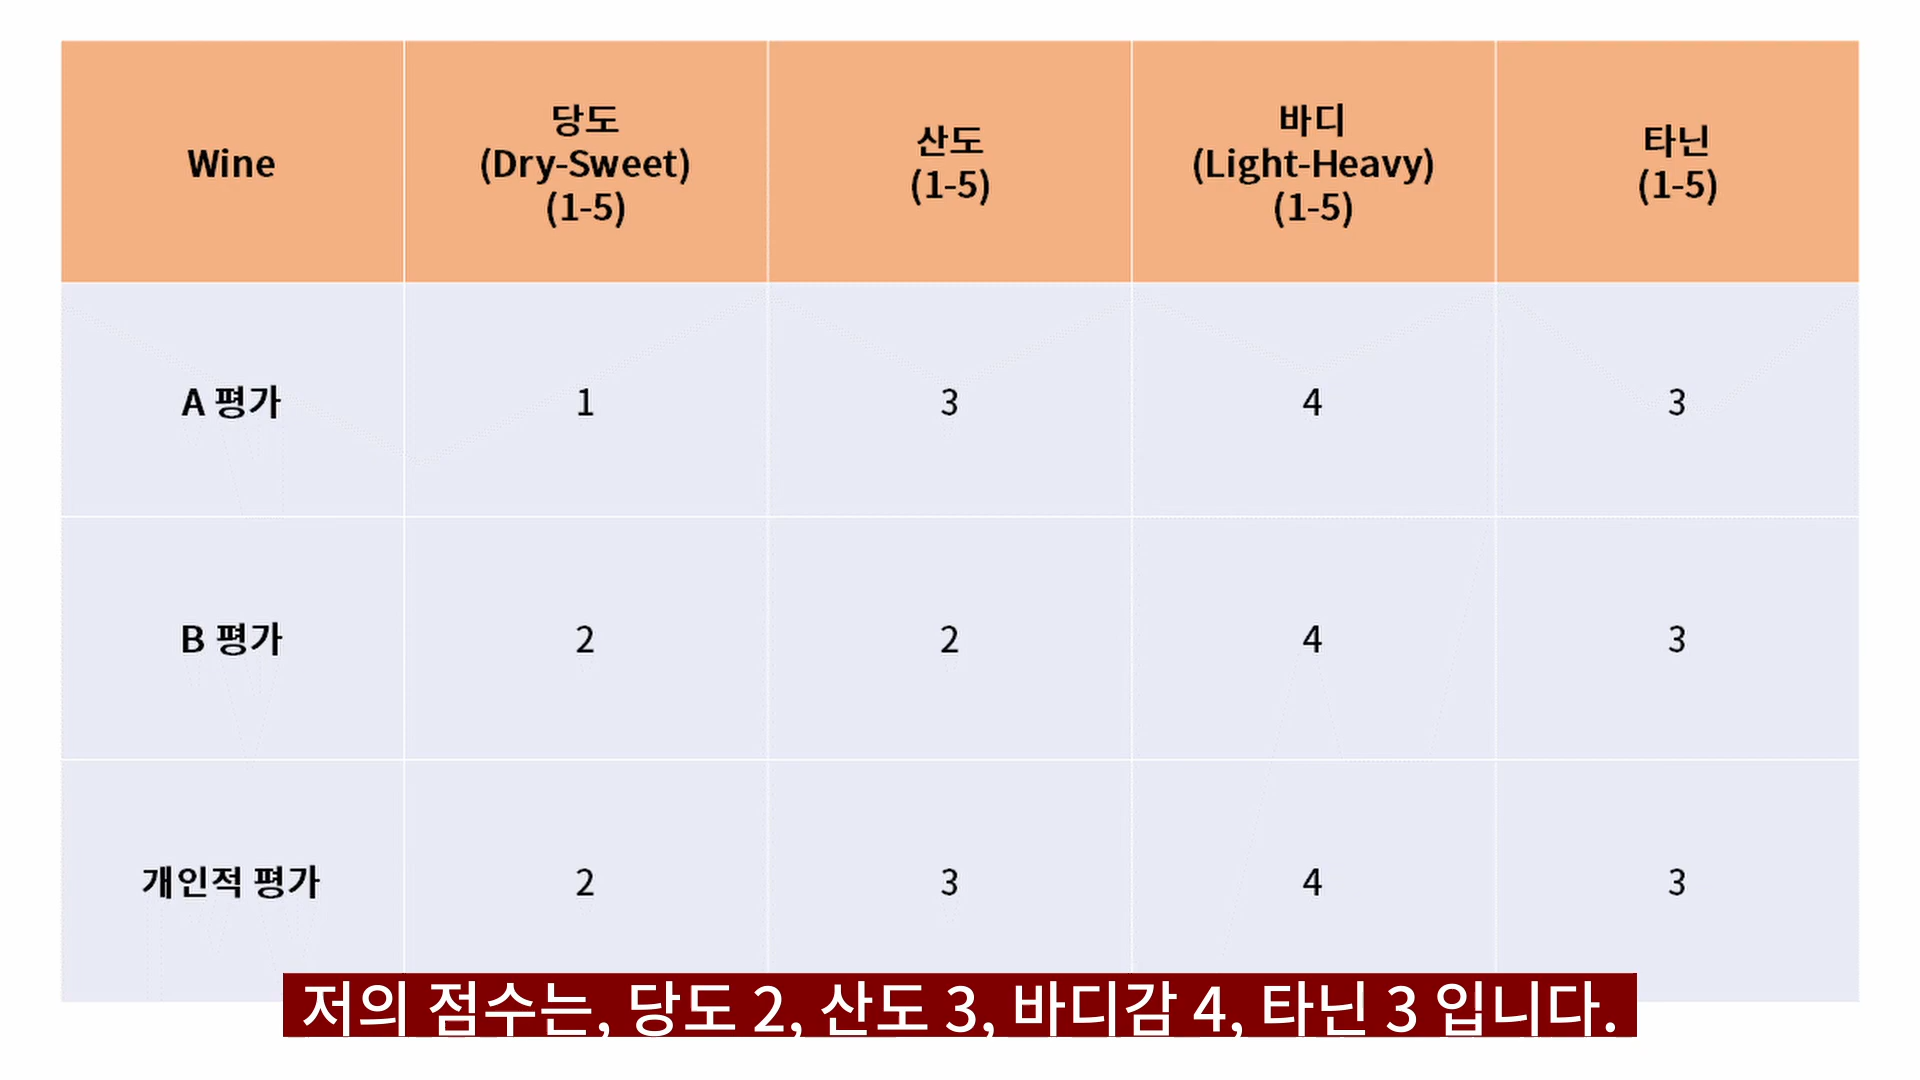 Wine
당도
(Dry-Sweet)
(1-5)
산도
(1-5)
바디
(Light-Heavy)
(1-5)
타닌
(1-5)
A 평가
1
3
4
3
B 평가
2
2
4
3
개인적 평가
2
3
4
3
저의 점수는, 당도 2, 산도 3, 바디감 4, 타닌 3 입니다.